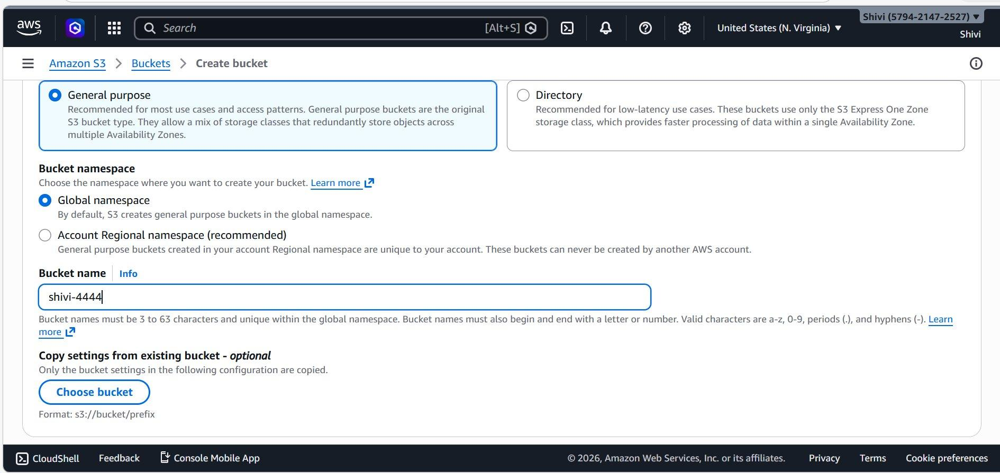 aws
Search
[Alt+S]
United States (N. Virginia)
Shivi (5794-2147-2527)
Shivi
Amazon S3
Buckets
Create bucket
General purpose
Recommended for most use cases and access patterns. General purpose buckets are the original
S3 bucket type. They allow a mix of storage classes that redundantly store objects across
multiple Availability Zones.
Directory
Recommended for low-latency use cases. These buckets use only the S3 Express One Zone
storage class, which provides faster processing of data within a single Availability Zone.
Bucket namespace
Choose the namespace where you want to create your bucket. Learn more
Global namespace
By default, S3 creates general purpose buckets in the global namespace.
Account Regional namespace (recommended)
General purpose buckets created in your account Regional namespace are unique to your account. These buckets can never be created by another AWS account.
Bucket name
Info
shivi-4444
Bucket names must be 3 to 63 characters and unique within the global namespace. Bucket names must also begin and end with a letter or number. Valid characters are a-z, 0-9, periods (.), and hyphens (-). Learn
more
Copy settings from existing bucket - optional
Only the bucket settings in the following configuration are copied.
Choose bucket
Format: s3://bucket/prefix
CloudShell
Feedback
Console Mobile App
© 2026, Amazon Web Services, Inc. or its affiliates.
Privacy
Terms
Cookie preferences